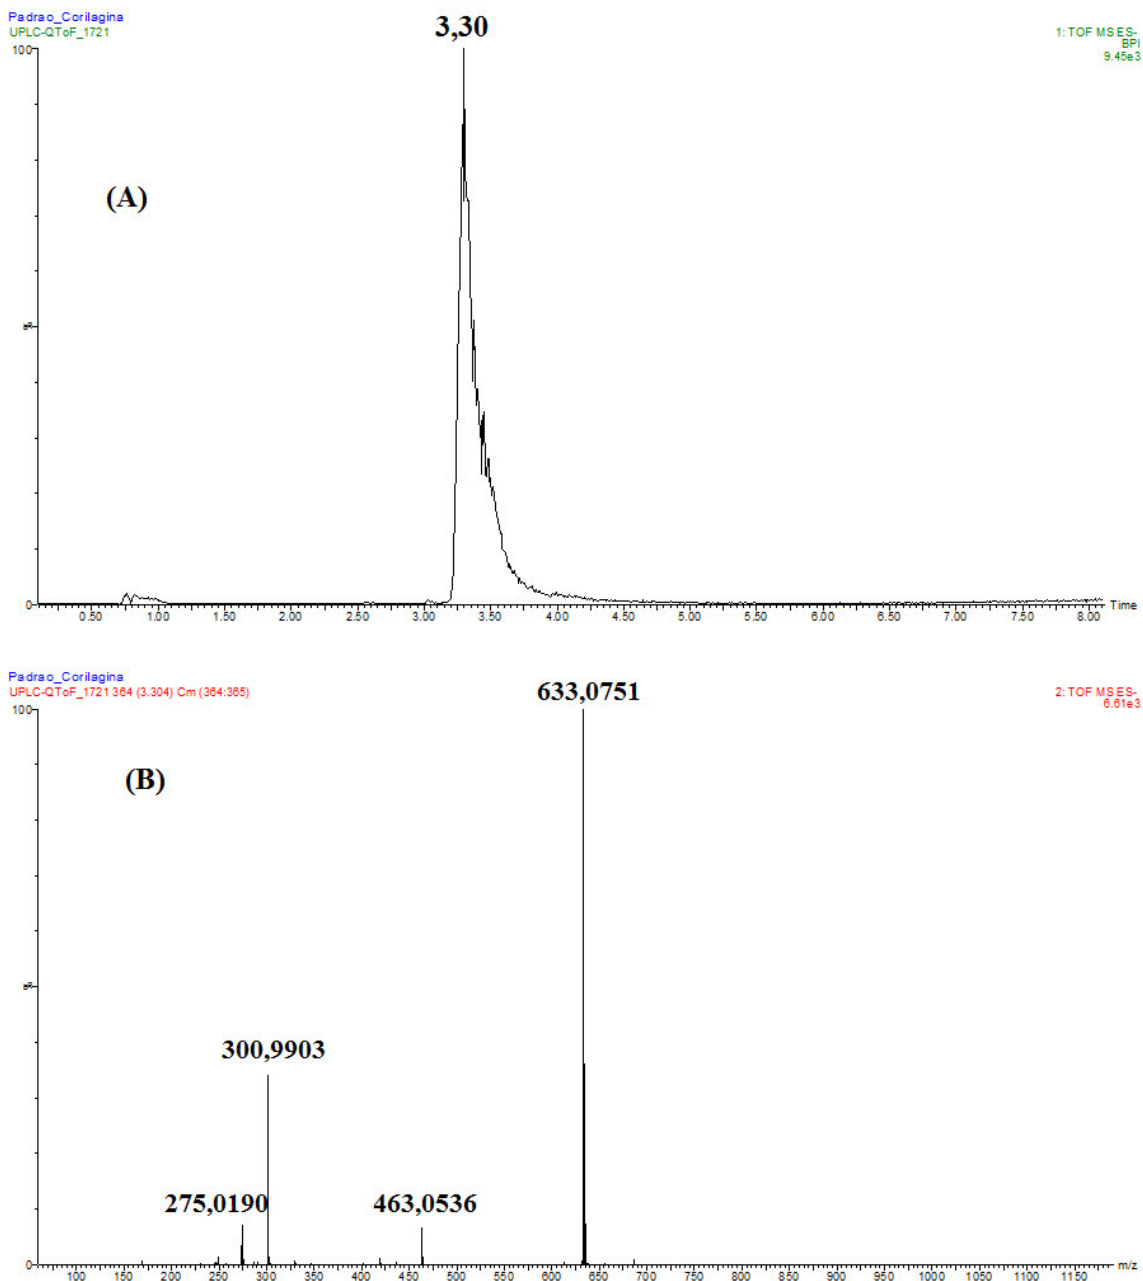 Padrao_Corilagina
UPLC-QToF_1721
3,30
1: TOF MS ES-
BPI
9.45e3
100
(A)
0
0.50 1.00 1.50 2.00 2.50 3.00 3.50 4.00 4.50 5.00 5.50 6.00 6.50 7.00 7.50 8.00
Time
Padrao_Corilagina
UPLC-QToF_1721 364 (3.304) Cm (364:365)
633,0751
2: TOF MS ES-
6.61e3
100
(B)
300,9903
275,0190
463,0536
0
100 150 200 250 300 350 400 450 500 550 600 650 700 750 800 850 900 950 1000 1050 1100 1150
m/z